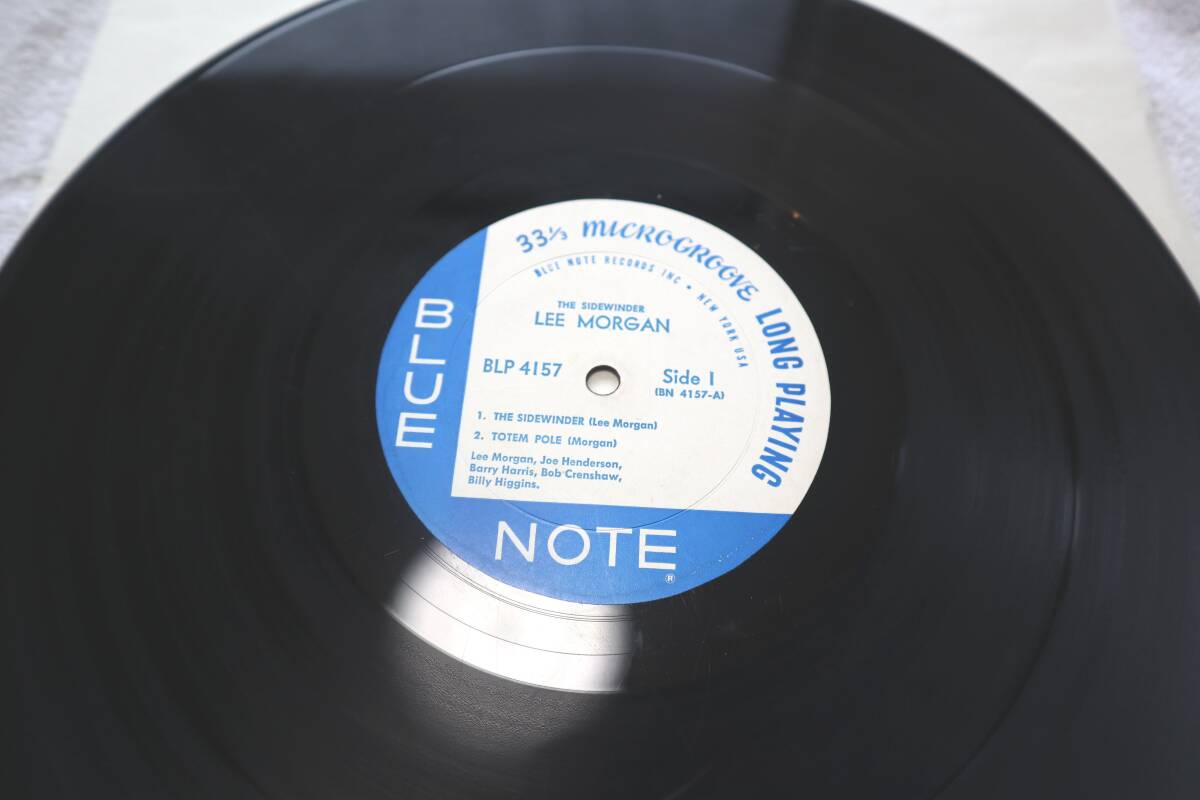 33⅓ MICROGROOVE LONG PLAYING
BLUE NOTE RECORDS INC • NEW YORK USA
THE SIDEWINDER
LEE MORGAN
BLP 4157
Side 1
(BN 4157-A)
1. THE SIDEWINDER (Lee Morgan)
2. TOTEM POLE (Morgan)
Lee Morgan, Joe Henderson,
Barry Harris, Bob Crenshaw,
Billy Higgins.
BLUE
NOTE
®